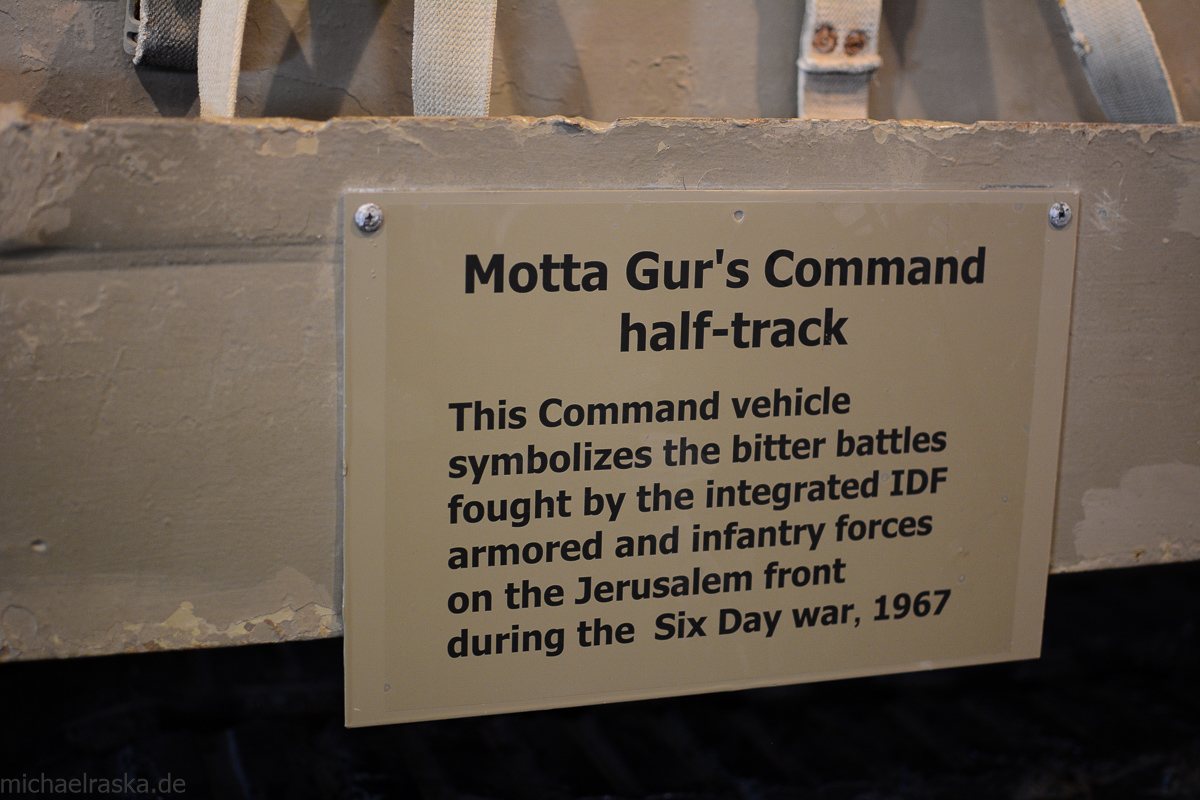 Motta Gur's Command
half-track
This Command vehicle
symbolizes the bitter battles
fought by the integrated IDF
armored and infantry forces
on the Jerusalem front
during the Six Day war, 1967
michaelraska.de